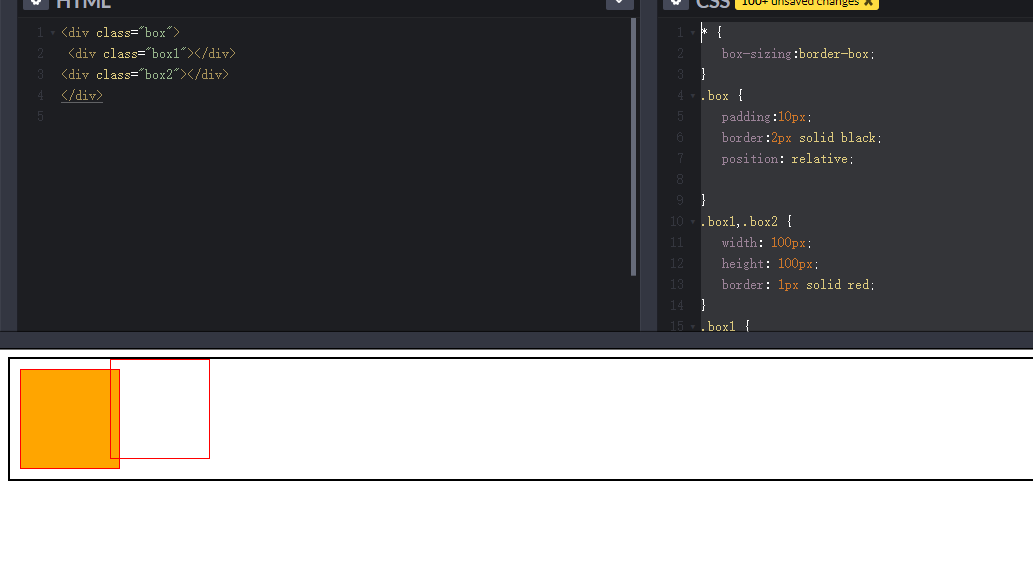 HTML
1 <div class="box">
2 <div class="box1"></div>
3 <div class="box2"></div>
4 </div>
5
CSS 100+ unsaved changes X
1 * {
2 box-sizing:border-box;
3 }
4 .box {
5 padding:10px;
6 border:2px solid black;
7 position: relative;
8
9 }
10 .box1,.box2 {
11 width: 100px;
12 height: 100px;
13 border: 1px solid red;
14 }
15 .box1 {